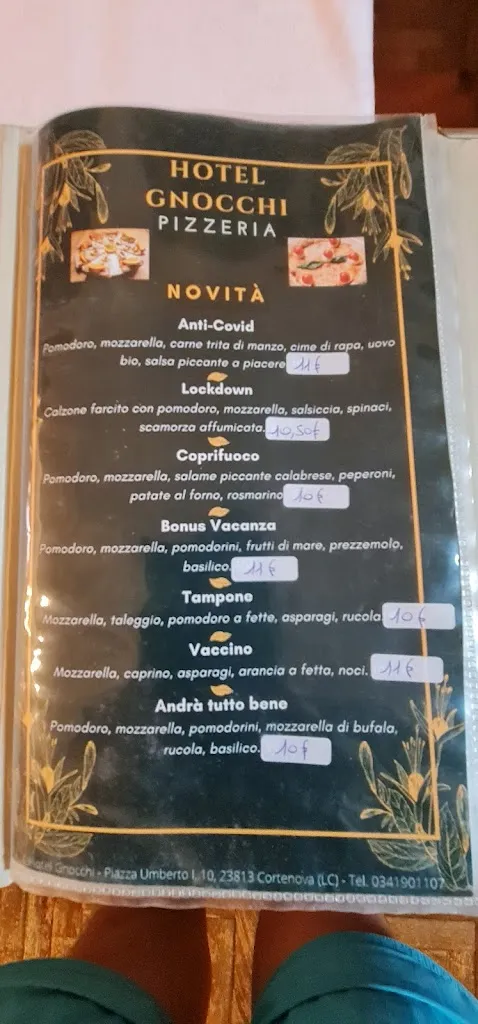 HOTEL
GNOCCHI
PIZZERIA
NOVITÀ
Anti-Covid
Pomodoro, mozzarella, carne trita di manzo, cime di rapa, uovo
bio, salsa piccante a piacere 11€
Lockdown
Calzone farcito con pomodoro, mozzarella, salsiccia, spinaci,
scamorza affumicata. 10,50€
Coprifuoco
Pomodoro, mozzarella, salame piccante calabrese, peperoni,
patate al forno, rosmarino 10€
Bonus Vacanza
Pomodoro, mozzarella, pomodorini, frutti di mare, prezzemolo,
basilico. 11€
Tampone
Mozzarella, taleggio, pomodoro a fette, asparagi, rucola. 10€
Vaccino
Mozzarella, caprino, asparagi, arancia a fetta, noci. 11€
Andrà tutto bene
Pomodoro, mozzarella, pomodorini, mozzarella di bufala,
rucola, basilico. 10€
Hotel Gnocchi - Piazza Umberto I, 10, 23813 Cortenova (LC) - Tel. 0341901107